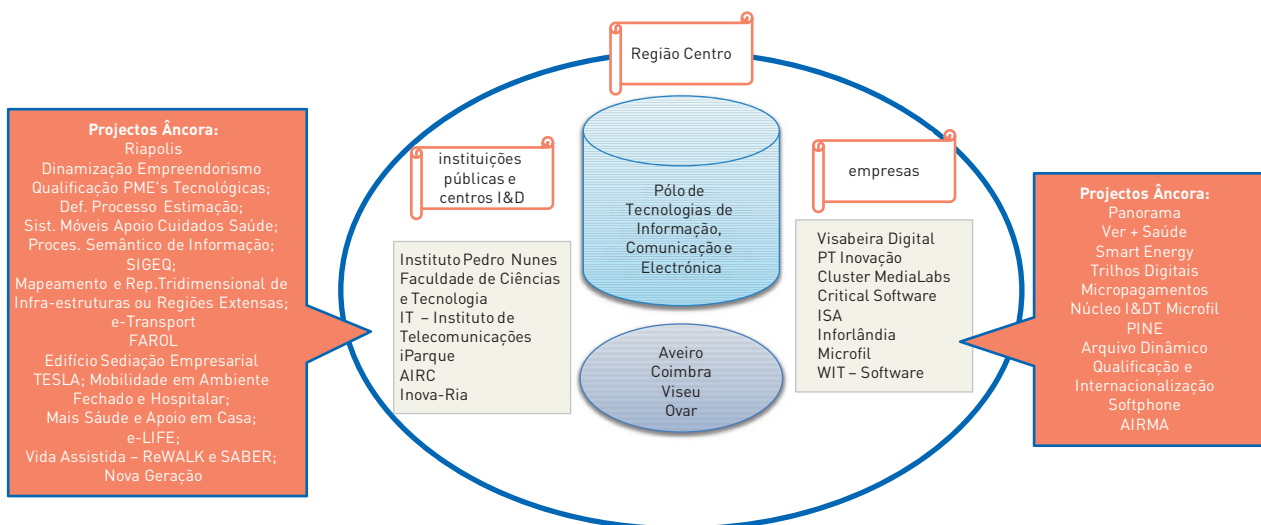 Região Centro
Projectos Âncora:
Riapolis
Dinamização Empreendorismo
Qualificação PME's Tecnológicas;
Def. Processo Estimação;
Sist. Móveis Apoio Cuidados Saúde;
Proces. Semântico de Informação;
SIGEQ;
Mapeamento e Rep.Tridimensional de
Infra-estruturas ou Regiões Extensas;
e-Transport
FAROL
Edifício Sediação Empresarial
TESLA; Mobilidade em Ambiente
Fechado e Hospitalar;
Mais Sáude e Apoio em Casa;
e-LIFE;
Vida Assistida – ReWALK e SABER;
Nova Geração
instituições
públicas e
centros I&D
Instituto Pedro Nunes
Faculdade de Ciências
e Tecnologia
IT – Instituto de
Telecomunicações
iParque
AIRC
Inova-Ria
Pólo de
Tecnologias de
Informação,
Comunicação e
Electrónica
Aveiro
Coimbra
Viseu
Ovar
empresas
Visabeira Digital
PT Inovação
Cluster MediaLabs
Critical Software
ISA
Inforlândia
Microfil
WIT – Software
Projectos Âncora:
Panorama
Ver + Saúde
Smart Energy
Trilhos Digitais
Micropagamentos
Núcleo I&DT Microfil
PINE
Arquivo Dinâmico
Qualificação e
Internacionalização
Softphone
AIRMA